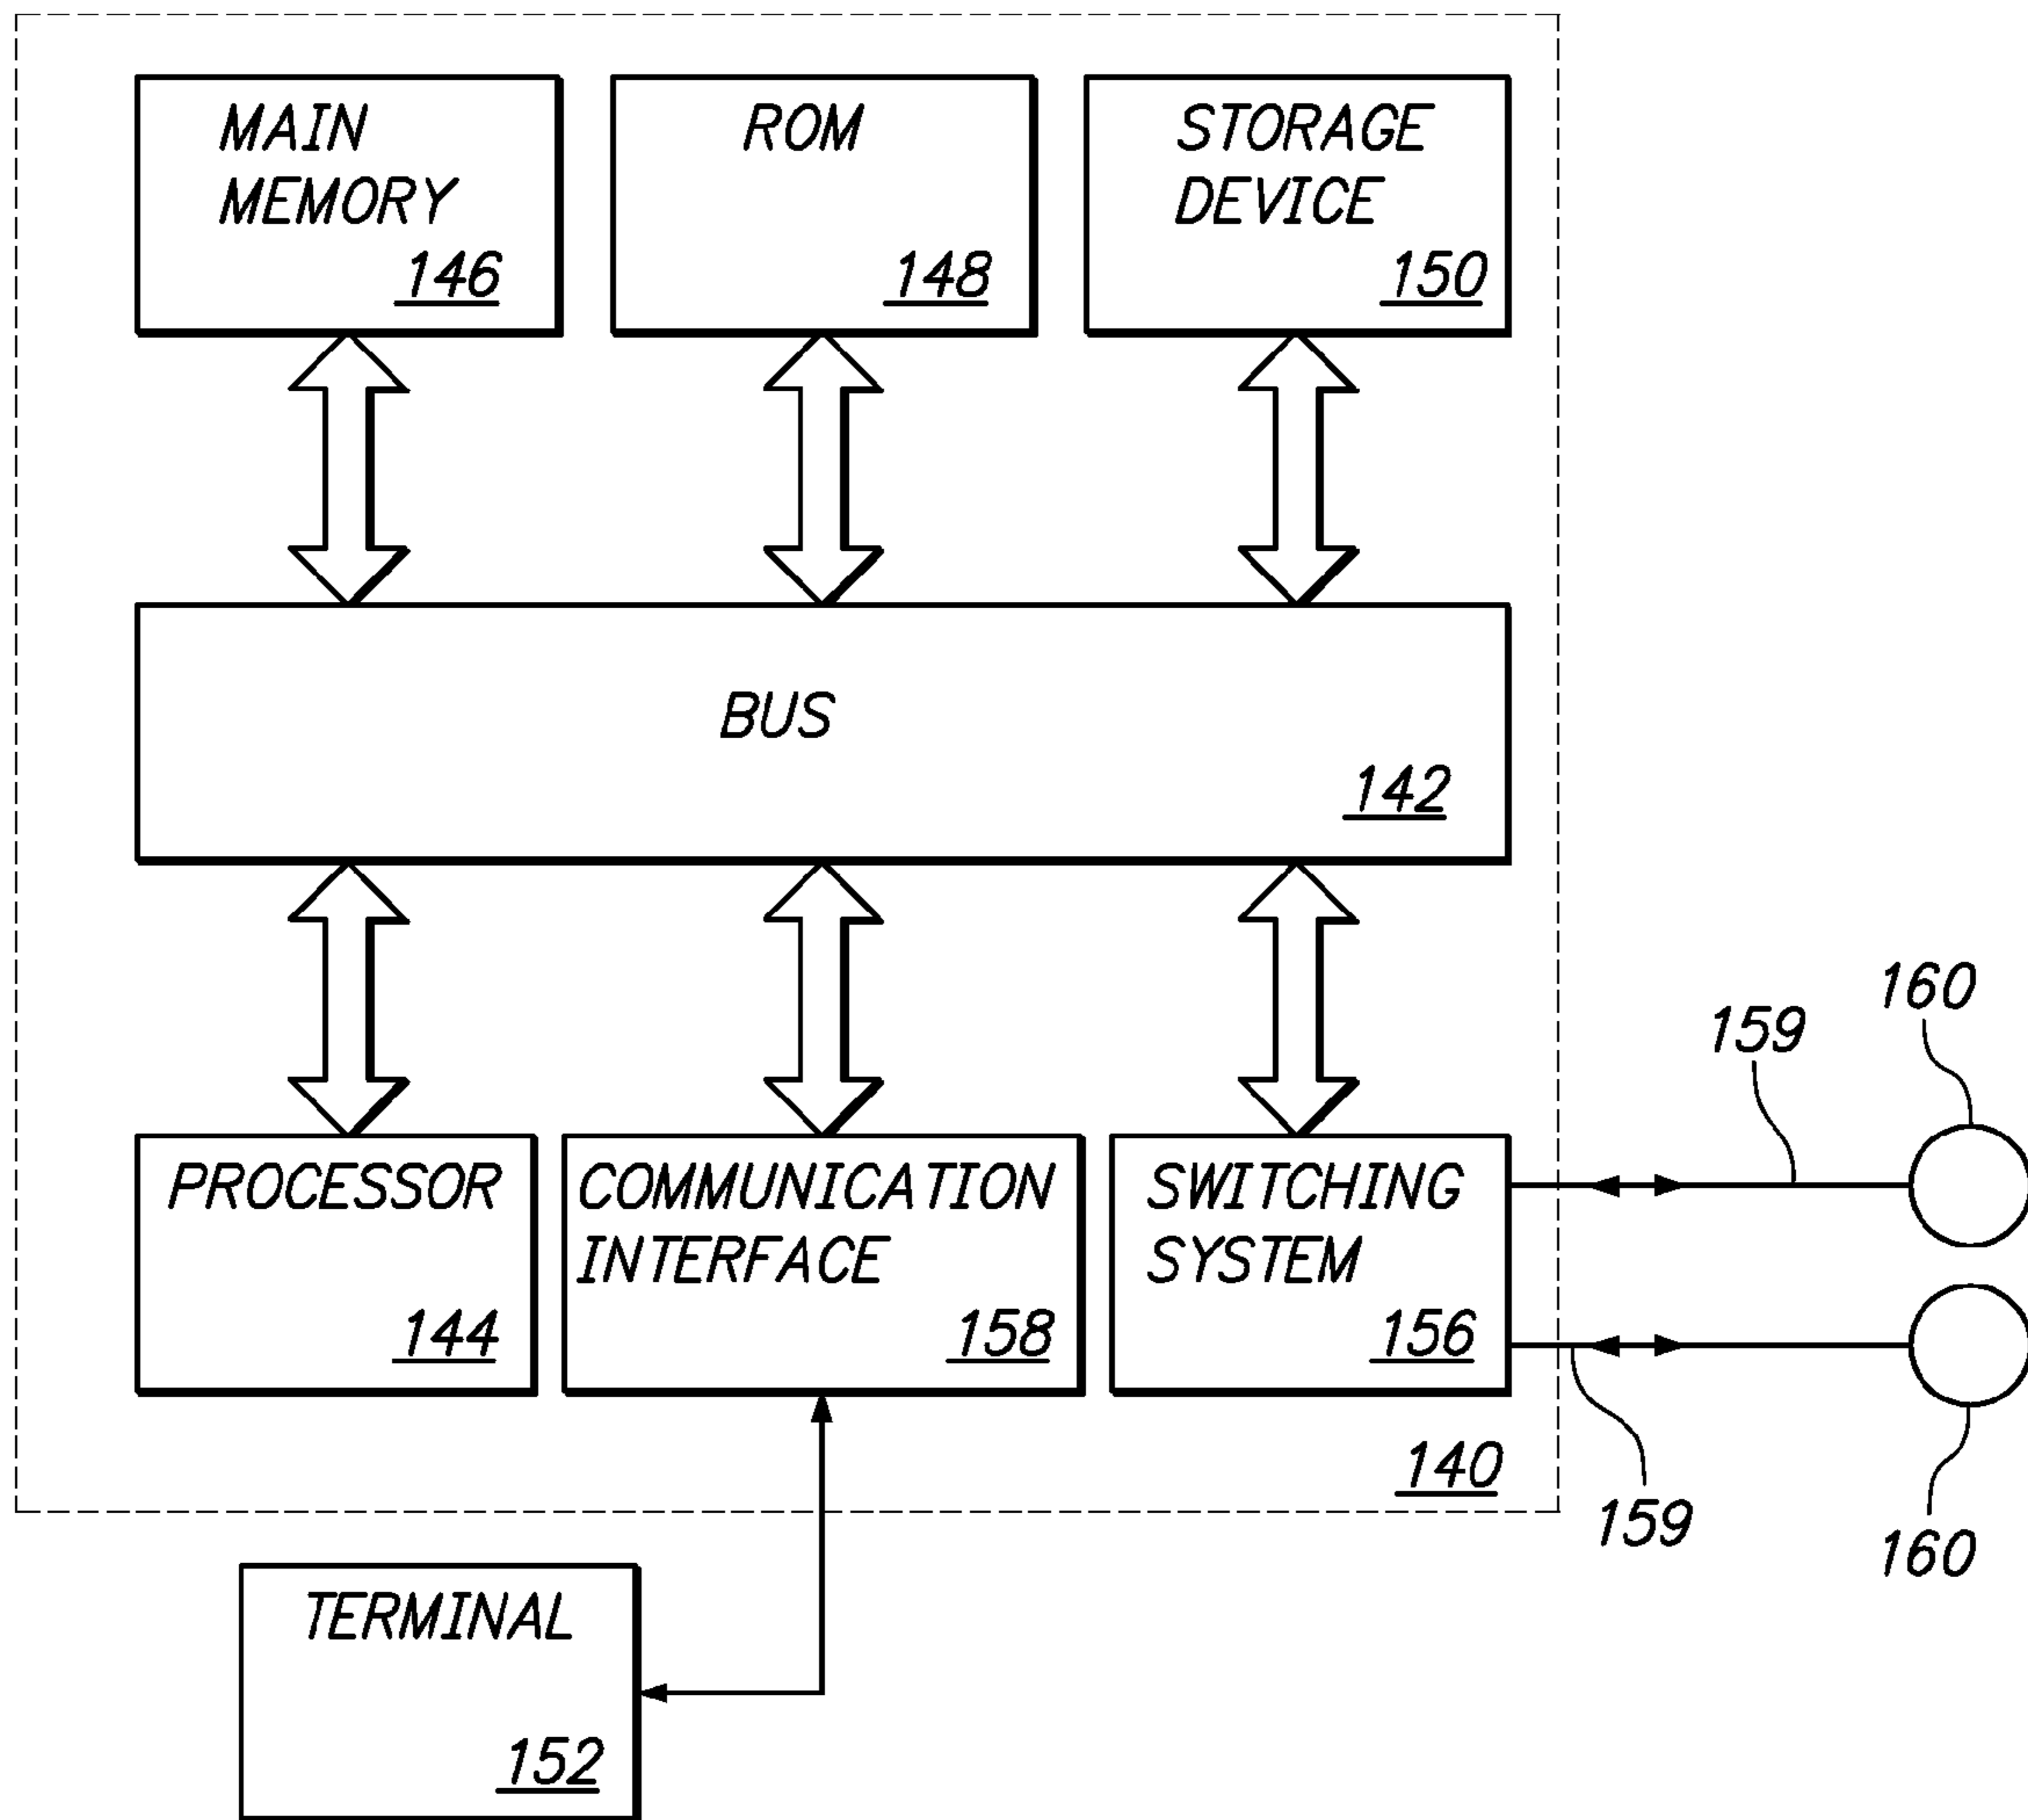 MAIN
MEMORY
146
ROM
148
STORAGE
DEVICE
150
BUS
142
PROCESSOR
144
COMMUNICATION
INTERFACE
158
SWITCHING
SYSTEM
156
159
160
140
159
160
TERMINAL
152